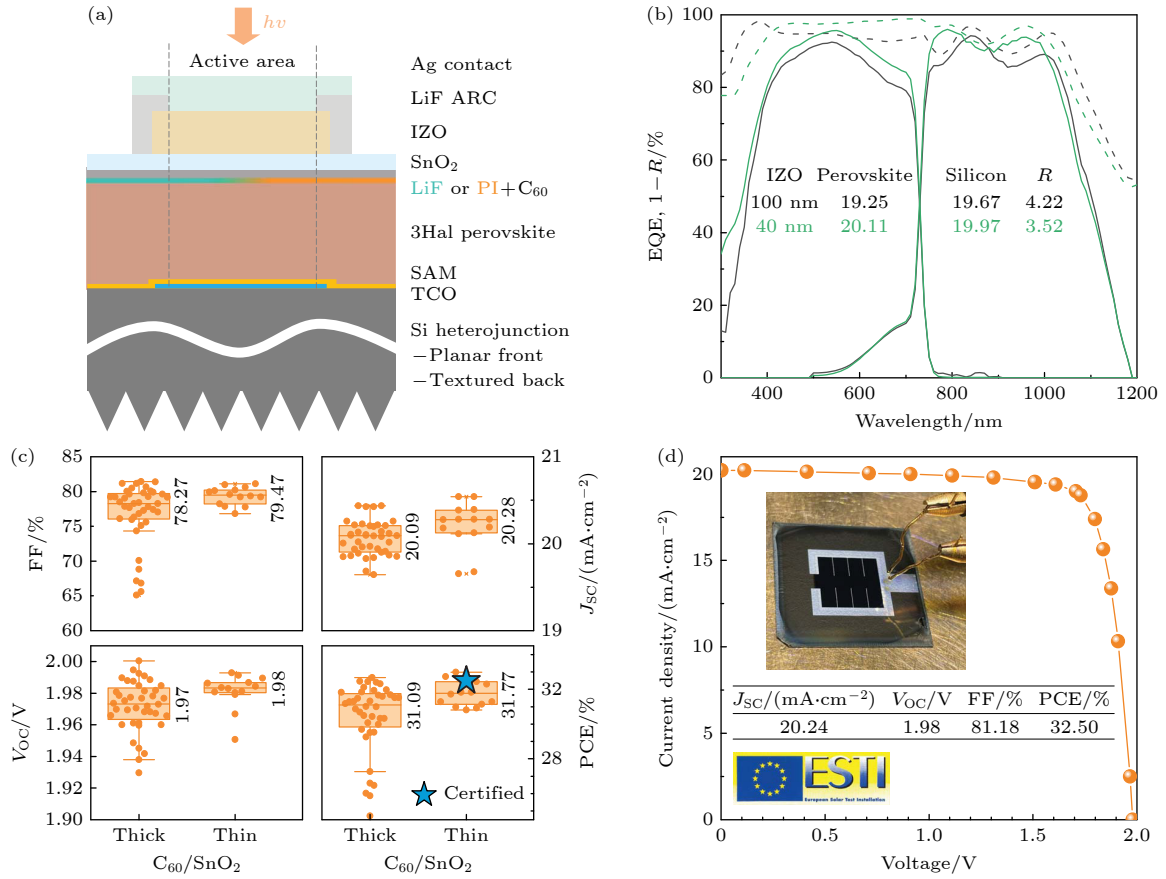 (a)
hν
Active area
Ag contact
LiF ARC
IZO
SnO₂
LiF or PI+C₆₀
3Hal perovskite
SAM
TCO
Si heterojunction
−Planar front
−Textured back
(b)
EQE, 1−R/%
100
80
60
40
20
0
IZO Perovskite Silicon R
100 nm 19.25 19.67 4.22
40 nm 20.11 19.97 3.52
400 600 800 1000 1200
Wavelength/nm
(c)
FF/%
85
80
75
70
65
60
78.27
79.47
21
20
19
JSC/(mA·cm⁻²)
20.09
20.28
VOC/V
2.00
1.98
1.96
1.94
1.92
1.90
1.97
1.98
32
28
PCE/%
31.09
31.77
Certified
Thick Thin
C₆₀/SnO₂
Thick Thin
C₆₀/SnO₂
(d)
Current density/(mA·cm⁻²)
20
15
10
5
0
JSC/(mA·cm⁻²) VOC/V FF/% PCE/%
20.24 1.98 81.18 32.50
ESTI
European Solar Test Installation
0 0.5 1.0 1.5 2.0
Voltage/V